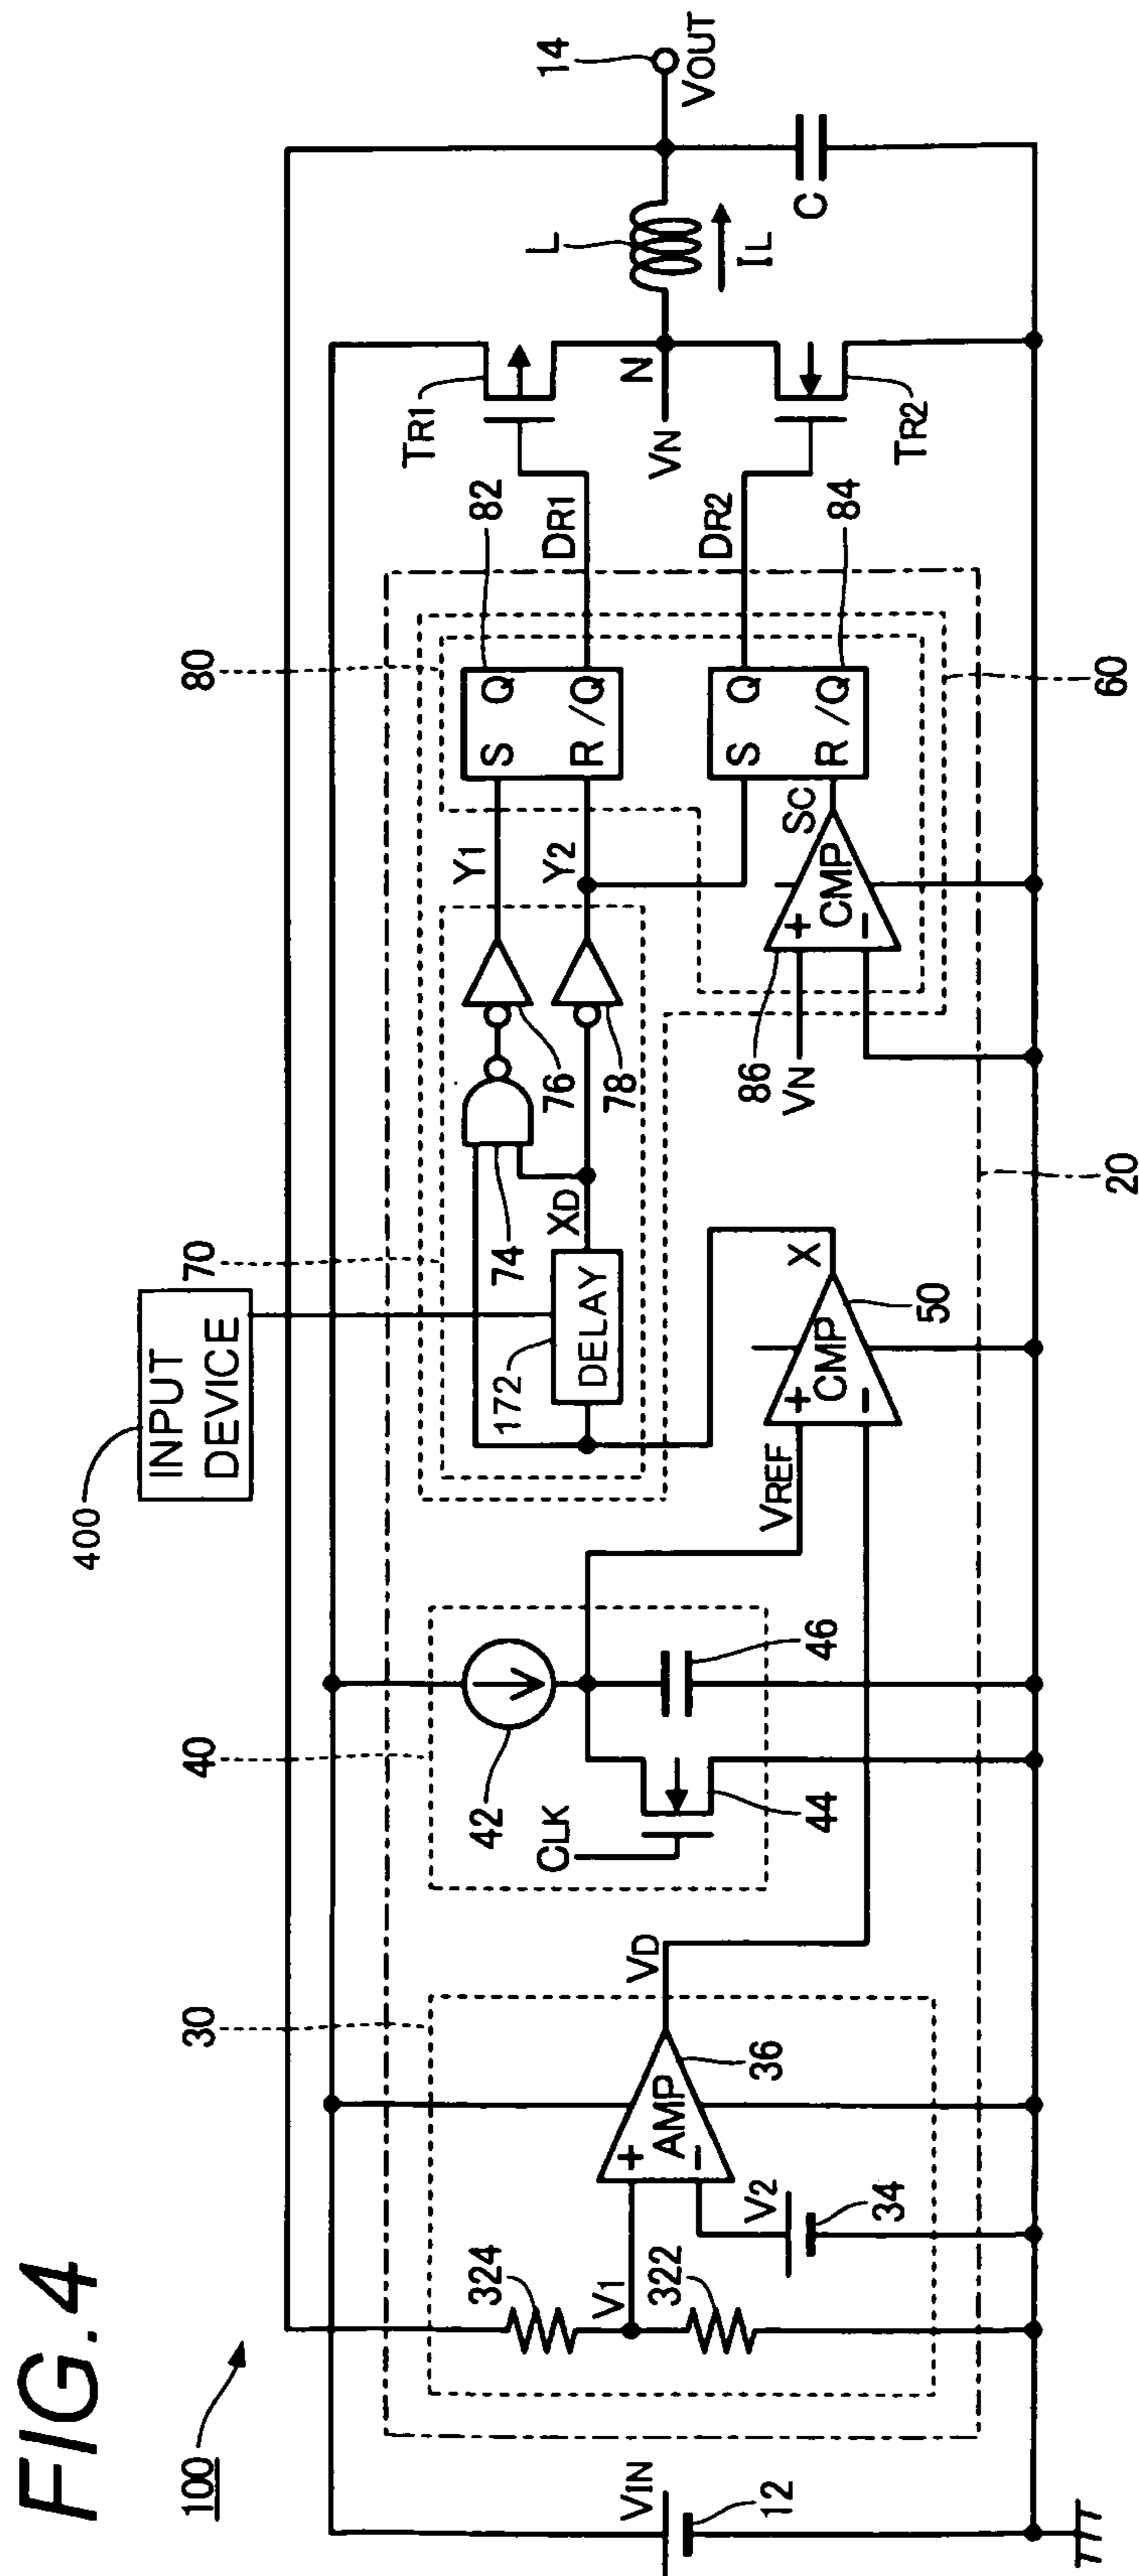 FIG. 4
100
400
INPUT
DEVICE
14
VOUT
L
IL
C
TR1
N
VN
TR2
80
82
DR1
DR2
84
60
S Q
R /Q
S Q
R /Q
Y1
Y2
SC
CMP
+
−
86
VN
76
78
70
74
XD
172
DELAY
20
X
50
CMP
+
−
VREF
40
42
46
44
CLK
30
VD
36
AMP
+
−
V2
34
324
V1
322
VIN
12